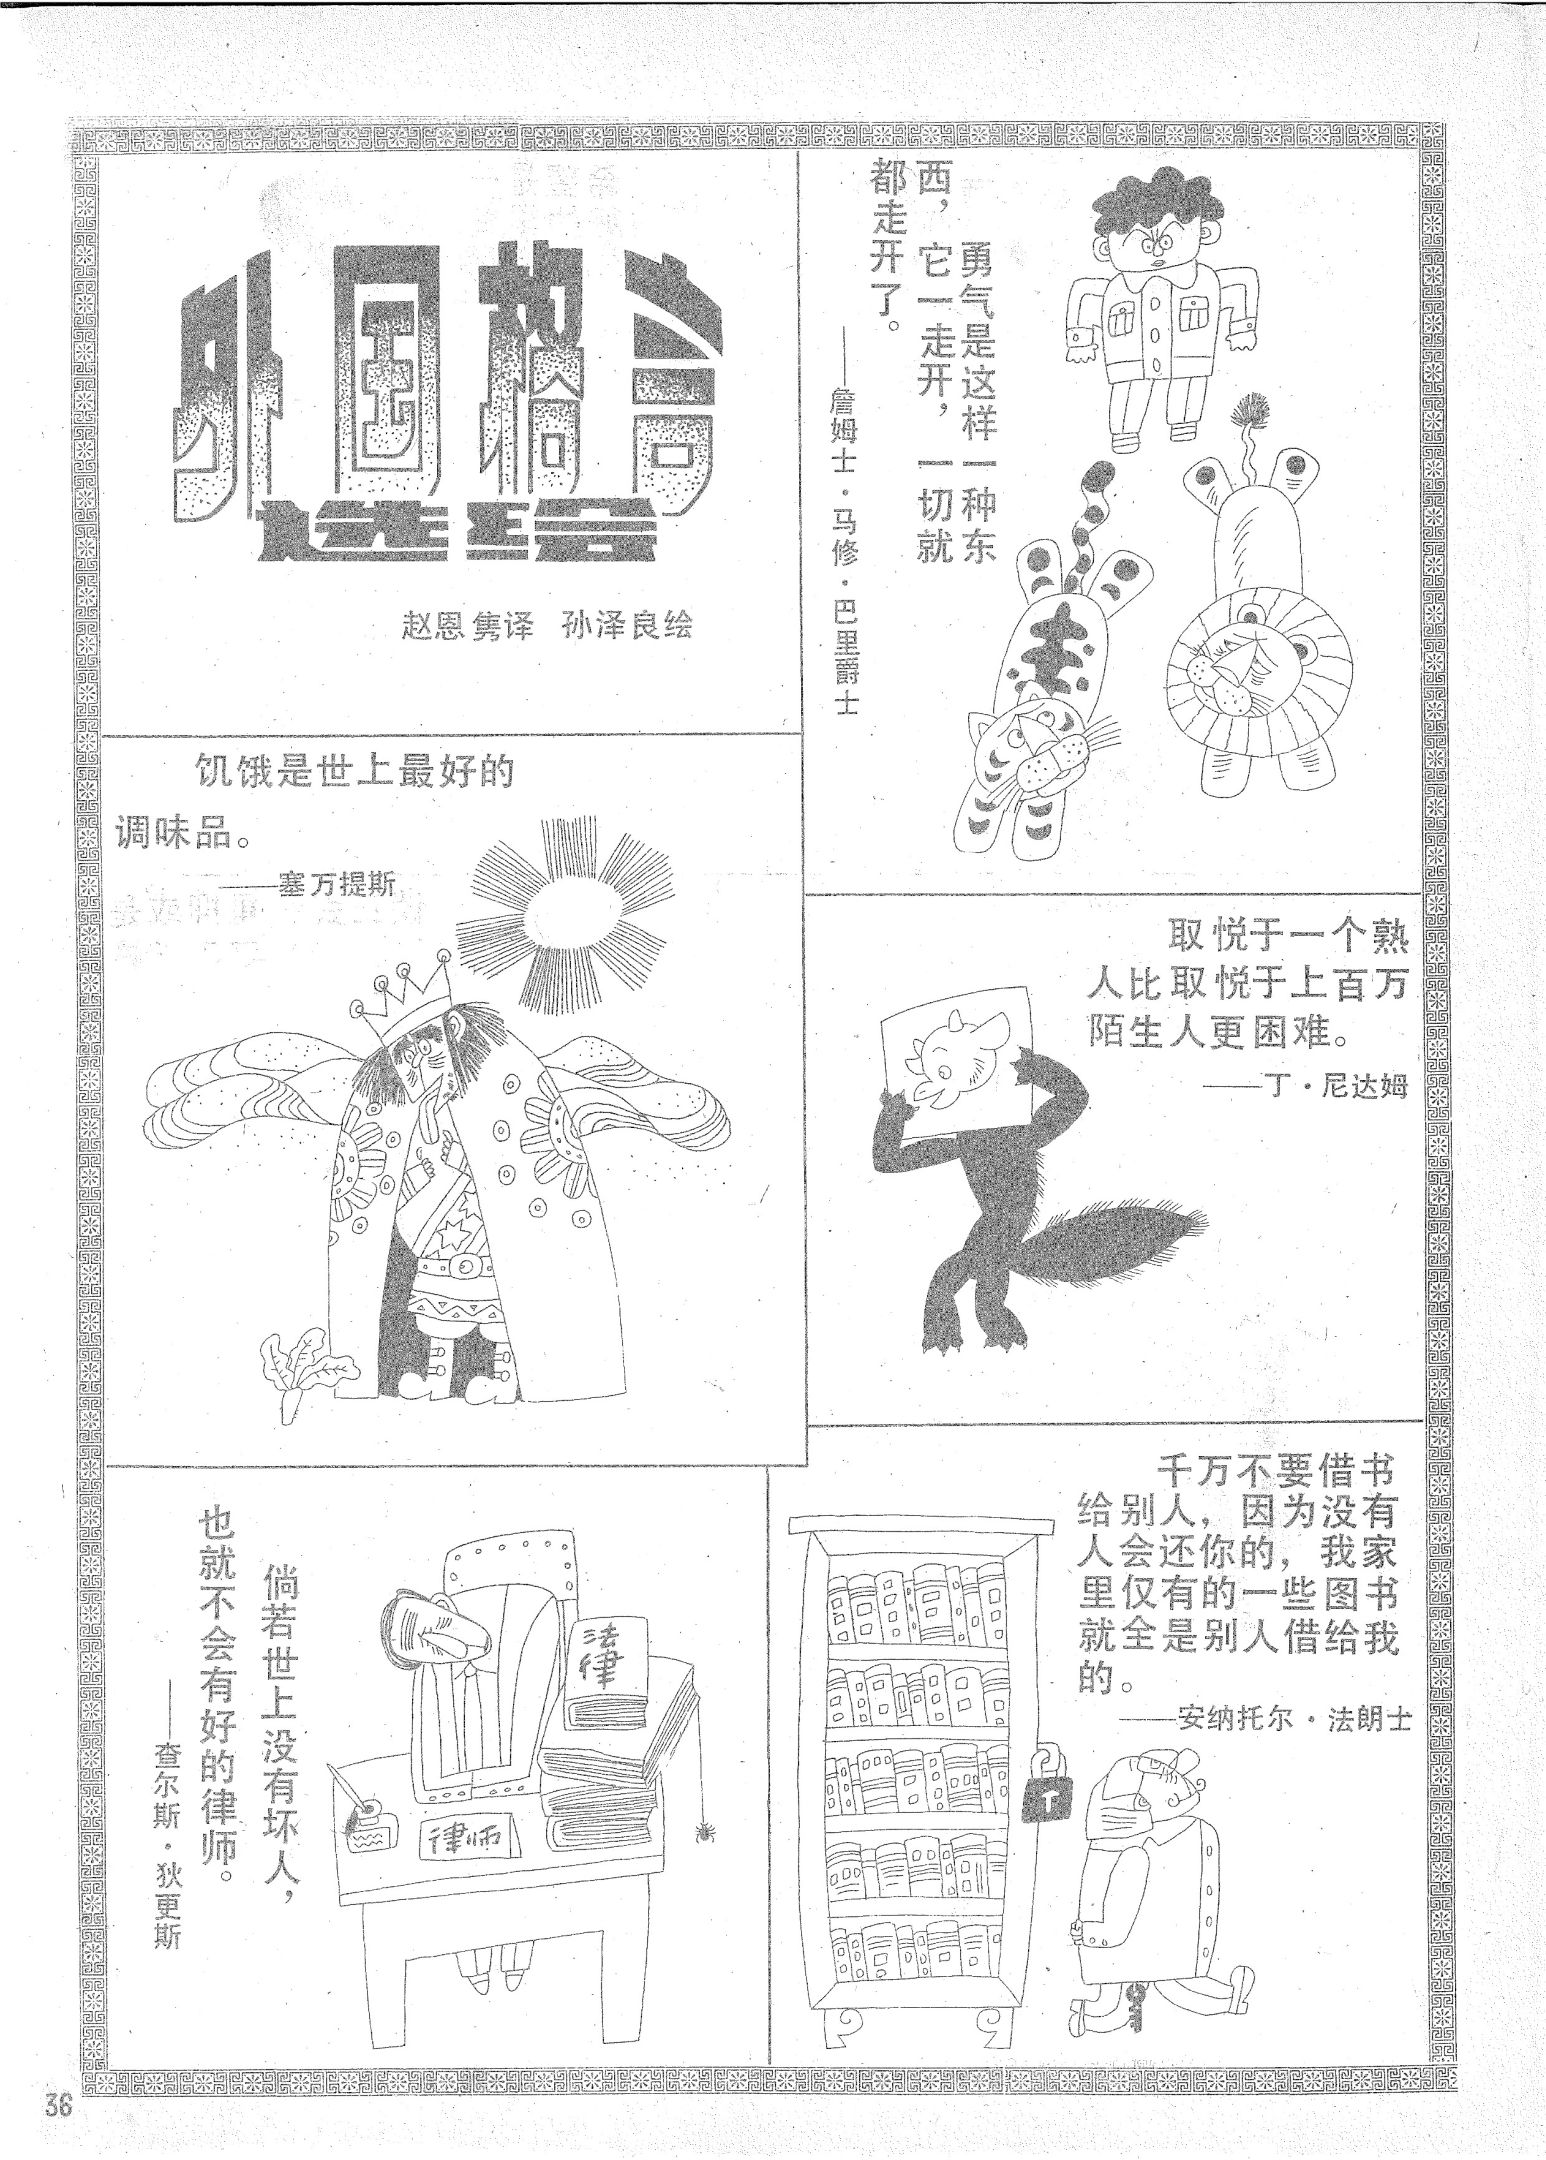 外国格言
选绘
赵恩隽译 孙泽良绘
勇气是这样一种东
西，它一走开，一切就
都走开了。
——詹姆士·马修·巴里爵士
饥饿是世上最好的
调味品。
——塞万提斯
取悦于一个熟
人比取悦于上百万
陌生人更困难。
——丁·尼达姆
倘若世上没有坏人，
也就不会有好的律师。
——查尔斯·狄更斯
法
律
律师
千万不要借书
给别人，因为没有
人会还你的，我家
里仅有的一些图书
就全是别人借给我
的。
——安纳托尔·法朗士
36